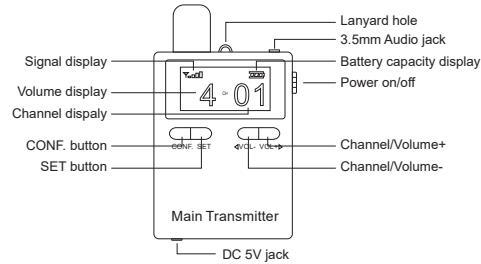 Lanyard hole
3.5mm Audio jack
Signal display
Battery capacity display
Volume display
Power on/off
4 CH 01
Channel dispaly
CONF. button
CONF. SET
VOL- VOL+
Channel/Volume+
SET button
Channel/Volume-
Main Transmitter
DC 5V jack